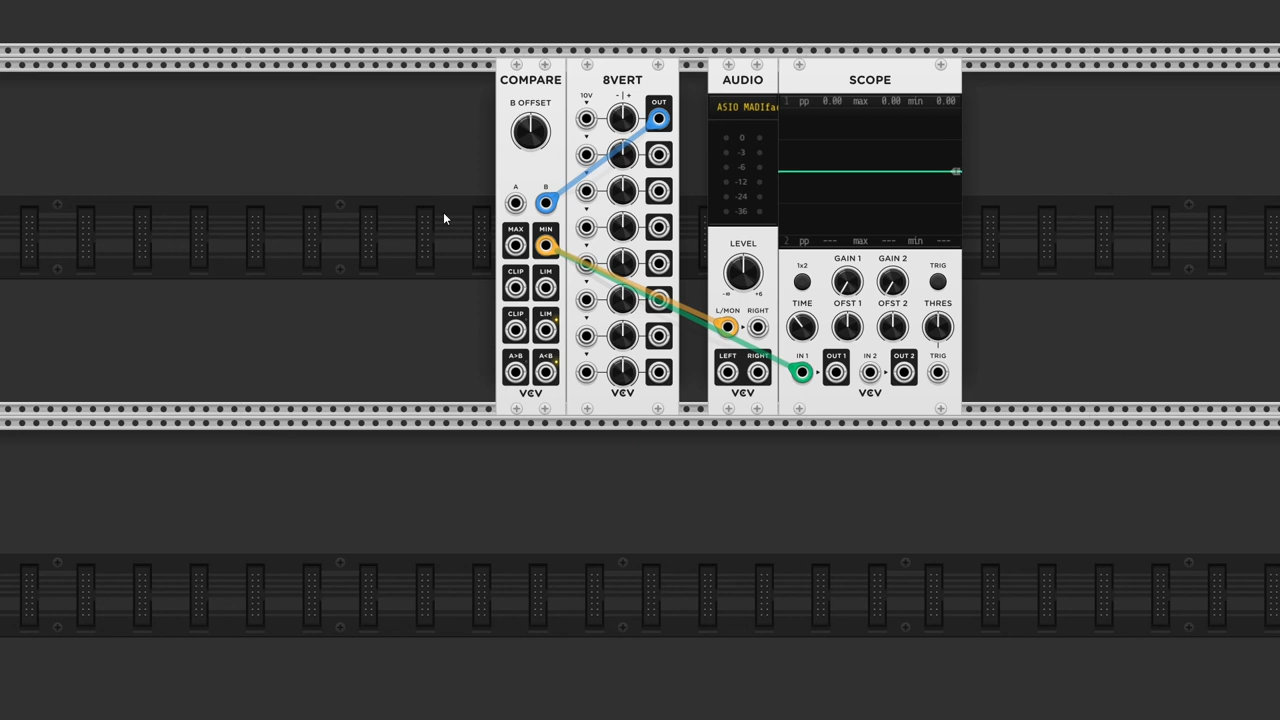 COMPARE
B OFFSET
A B
MAX MIN
CLIP LIM
CLIP LIM
A>B A<B
VCV
8VERT
10V - | + OUT
VCV
AUDIO
ASIO MADIfac
0
-3
-6
-12
-24
-36
LEVEL
-∞ +6
L/MON RIGHT
LEFT RIGHT
VCV
SCOPE
1 pp 0.00 max 0.00 min 0.00
2 pp --- max --- min ---
1x2 GAIN 1 GAIN 2 TRIG
TIME OFST 1 OFST 2 THRES
IN 1 OUT 1 IN 2 OUT 2 TRIG
VCV